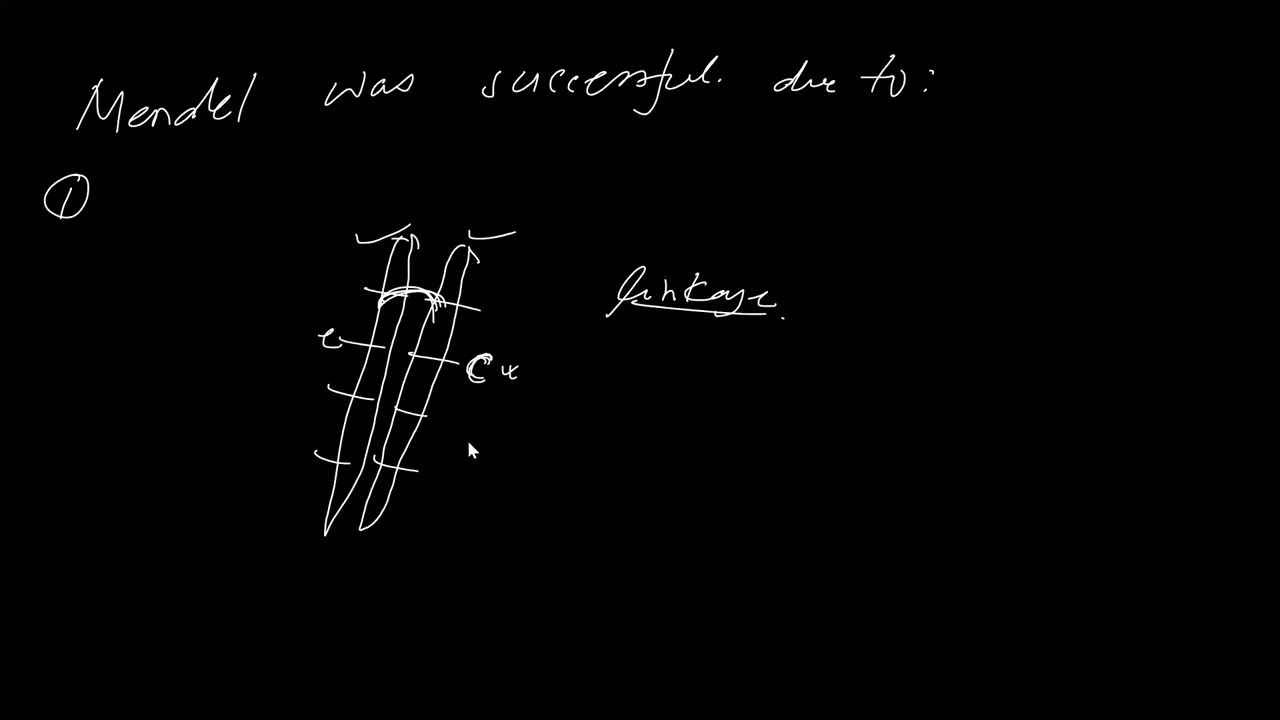 Mendel was successful. due to:
①
linkage.